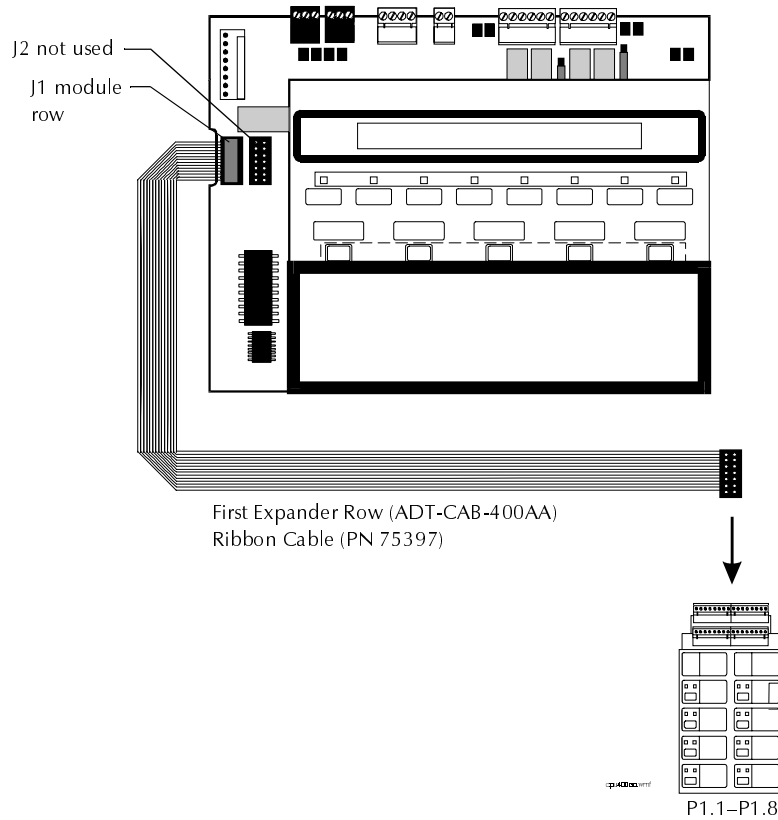 J2 not used
J1 module
row
First Expander Row (ADT-CAB-400AA)
Ribbon Cable (PN 75397)
P1.1–P1.8